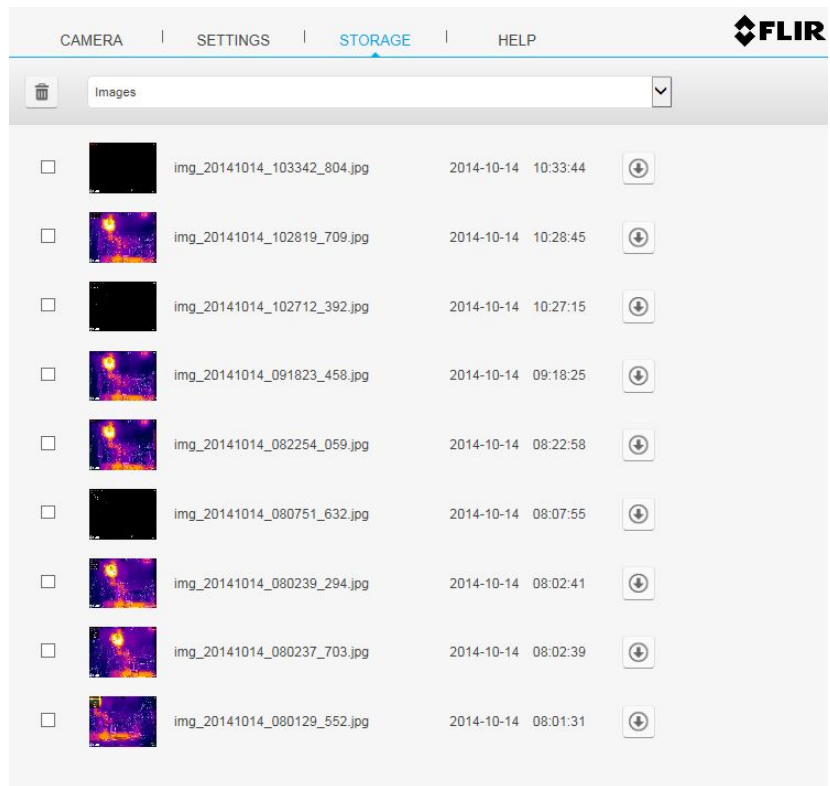 CAMERA | SETTINGS | STORAGE | HELP FLIR
Images
img_20141014_103342_804.jpg 2014-10-14 10:33:44
img_20141014_102819_709.jpg 2014-10-14 10:28:45
img_20141014_102712_392.jpg 2014-10-14 10:27:15
img_20141014_091823_458.jpg 2014-10-14 09:18:25
img_20141014_082254_059.jpg 2014-10-14 08:22:58
img_20141014_080751_632.jpg 2014-10-14 08:07:55
img_20141014_080239_294.jpg 2014-10-14 08:02:41
img_20141014_080237_703.jpg 2014-10-14 08:02:39
img_20141014_080129_552.jpg 2014-10-14 08:01:31